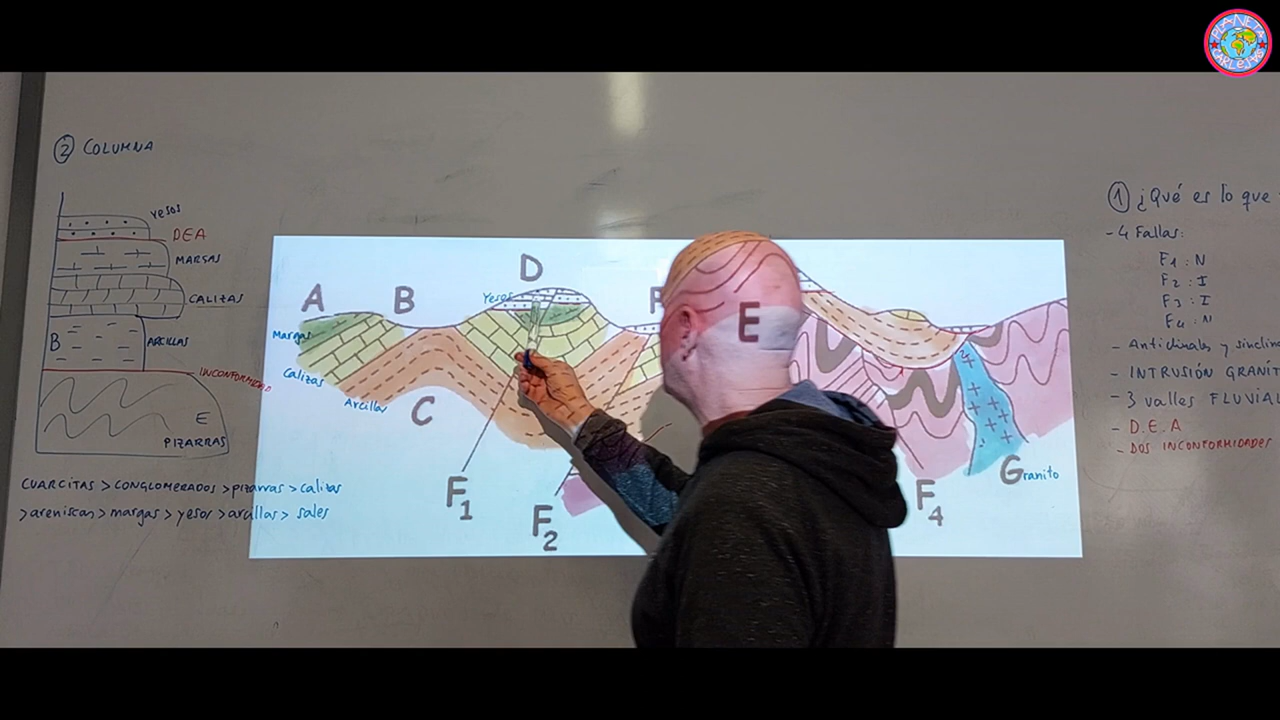 PLANETA
CARLEJAS
② COLUMNA
yesos
DEA
MARGAS
CALIZAS
B
ARCILLAS
INCONFORMIDAD
E
PIZARRAS
CUARCITAS > CONGLOMERADOS > pizarras > calizas
> areniscas > margas > yesos > arcillas > sales
A
B
D
Yesos
Margas
Calizas
Arcillas
C
E
F1
F2
F4
Granito
① ¿Qué es lo que
- 4 Fallas:
F1 : N
F2 : I
F3 : I
F4 : N
- Anticlinales y sinclin
- INTRUSIÓN GRANÍT
- 3 valles FLUVIAL
- D.E.A
- DOS INCONFORMIDADES